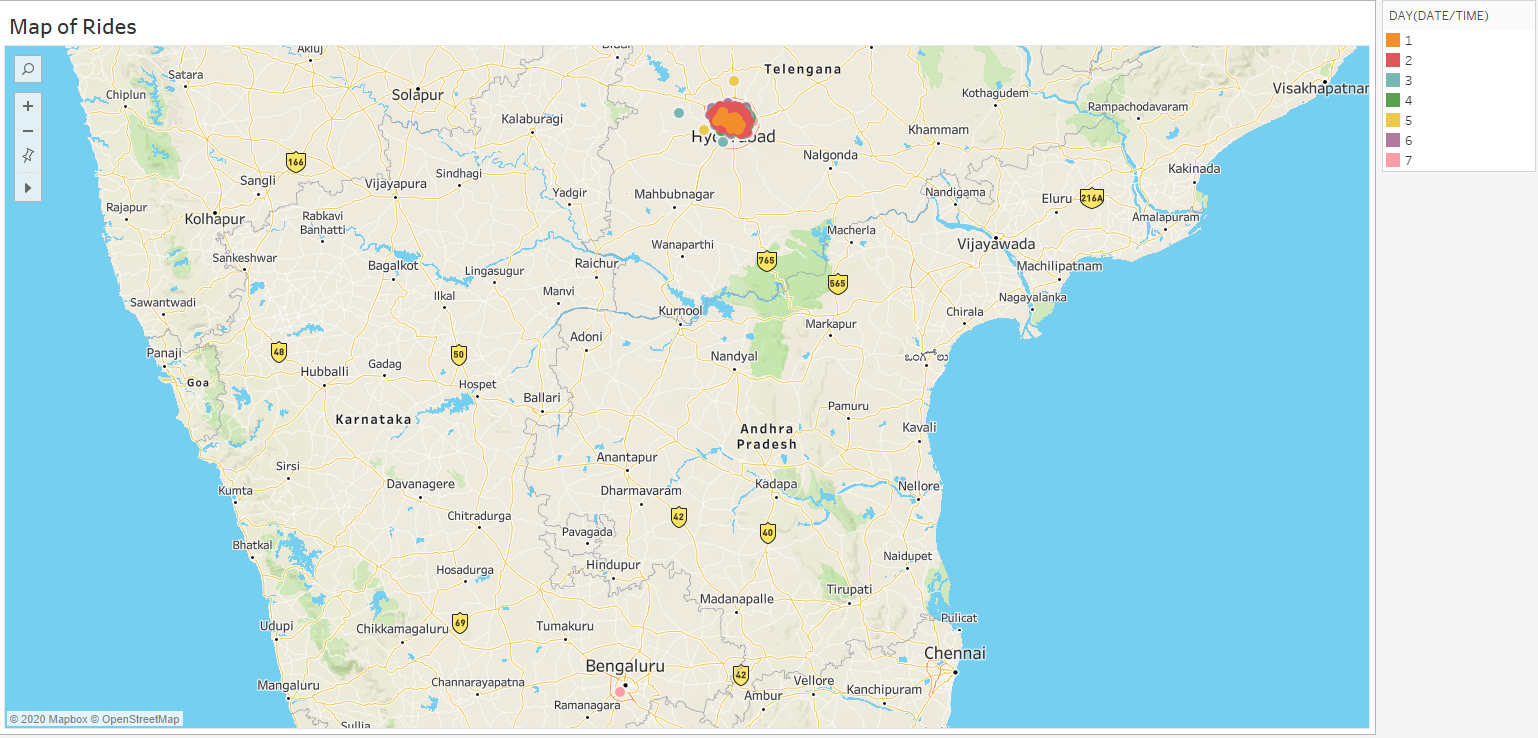 Map of Rides
DAY(DATE/TIME)
1
2
3
4
5
6
7
Akluj
Satara
Chiplun
Solapur
Telengana
Kothagudem
Rampachodavaram
Visakhapatnam
Kalaburagi
Khammam
Nalgonda
166
Sangli
Vijayapura
Sindhagi
Yadgir
Mahbubnagar
Nandigama
Eluru
216A
Kakinada
Rajapur
Kolhapur
Rabkavi
Banhatti
Amalapuram
Macherla
Wanaparthi
Vijayawada
Sankeshwar
Bagalkot
Lingasugur
Raichur
765
Machilipatnam
565
Sawantwadi
Ilkal
Manvi
Kurnool
Nagayalanka
Chirala
Markapur
Adoni
Panaji
48
50
Nandyal
ఒంగోలు
Goa
Hubballi
Gadag
Hospet
Ballari
Karnataka
Pamuru
Andhra
Pradesh
Kavali
Sirsi
Anantapur
Kumta
Davanagere
Dharmavaram
Kadapa
Nellore
Chitradurga
42
40
Pavagada
Bhatkal
Hosadurga
Hindupur
Naidupet
Madanapalle
Tirupati
Udupi
Chikkamagaluru
69
Tumakuru
Pulicat
Bengaluru
Chennai
Mangaluru
Channarayapatna
42
Vellore
Kanchipuram
Ramanagara
Ambur
Sullia
© 2020 Mapbox © OpenStreetMap